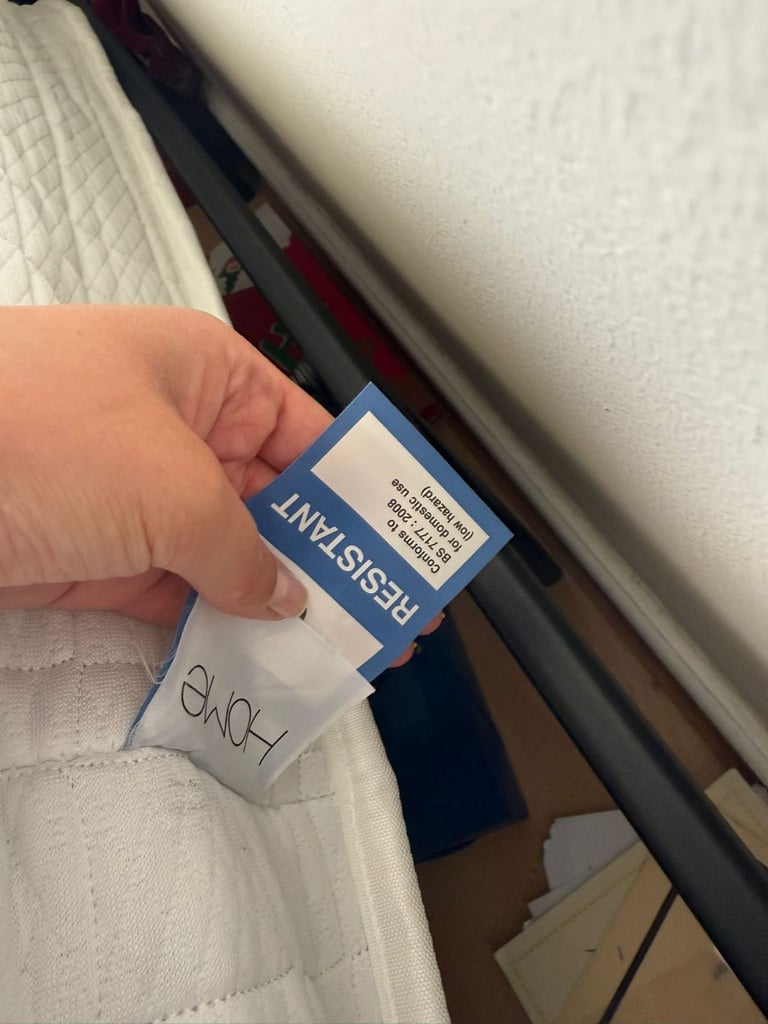 RESISTANT
Conforms to
BS 7177 : 2008
for domestic use
(low hazard)
HOMe